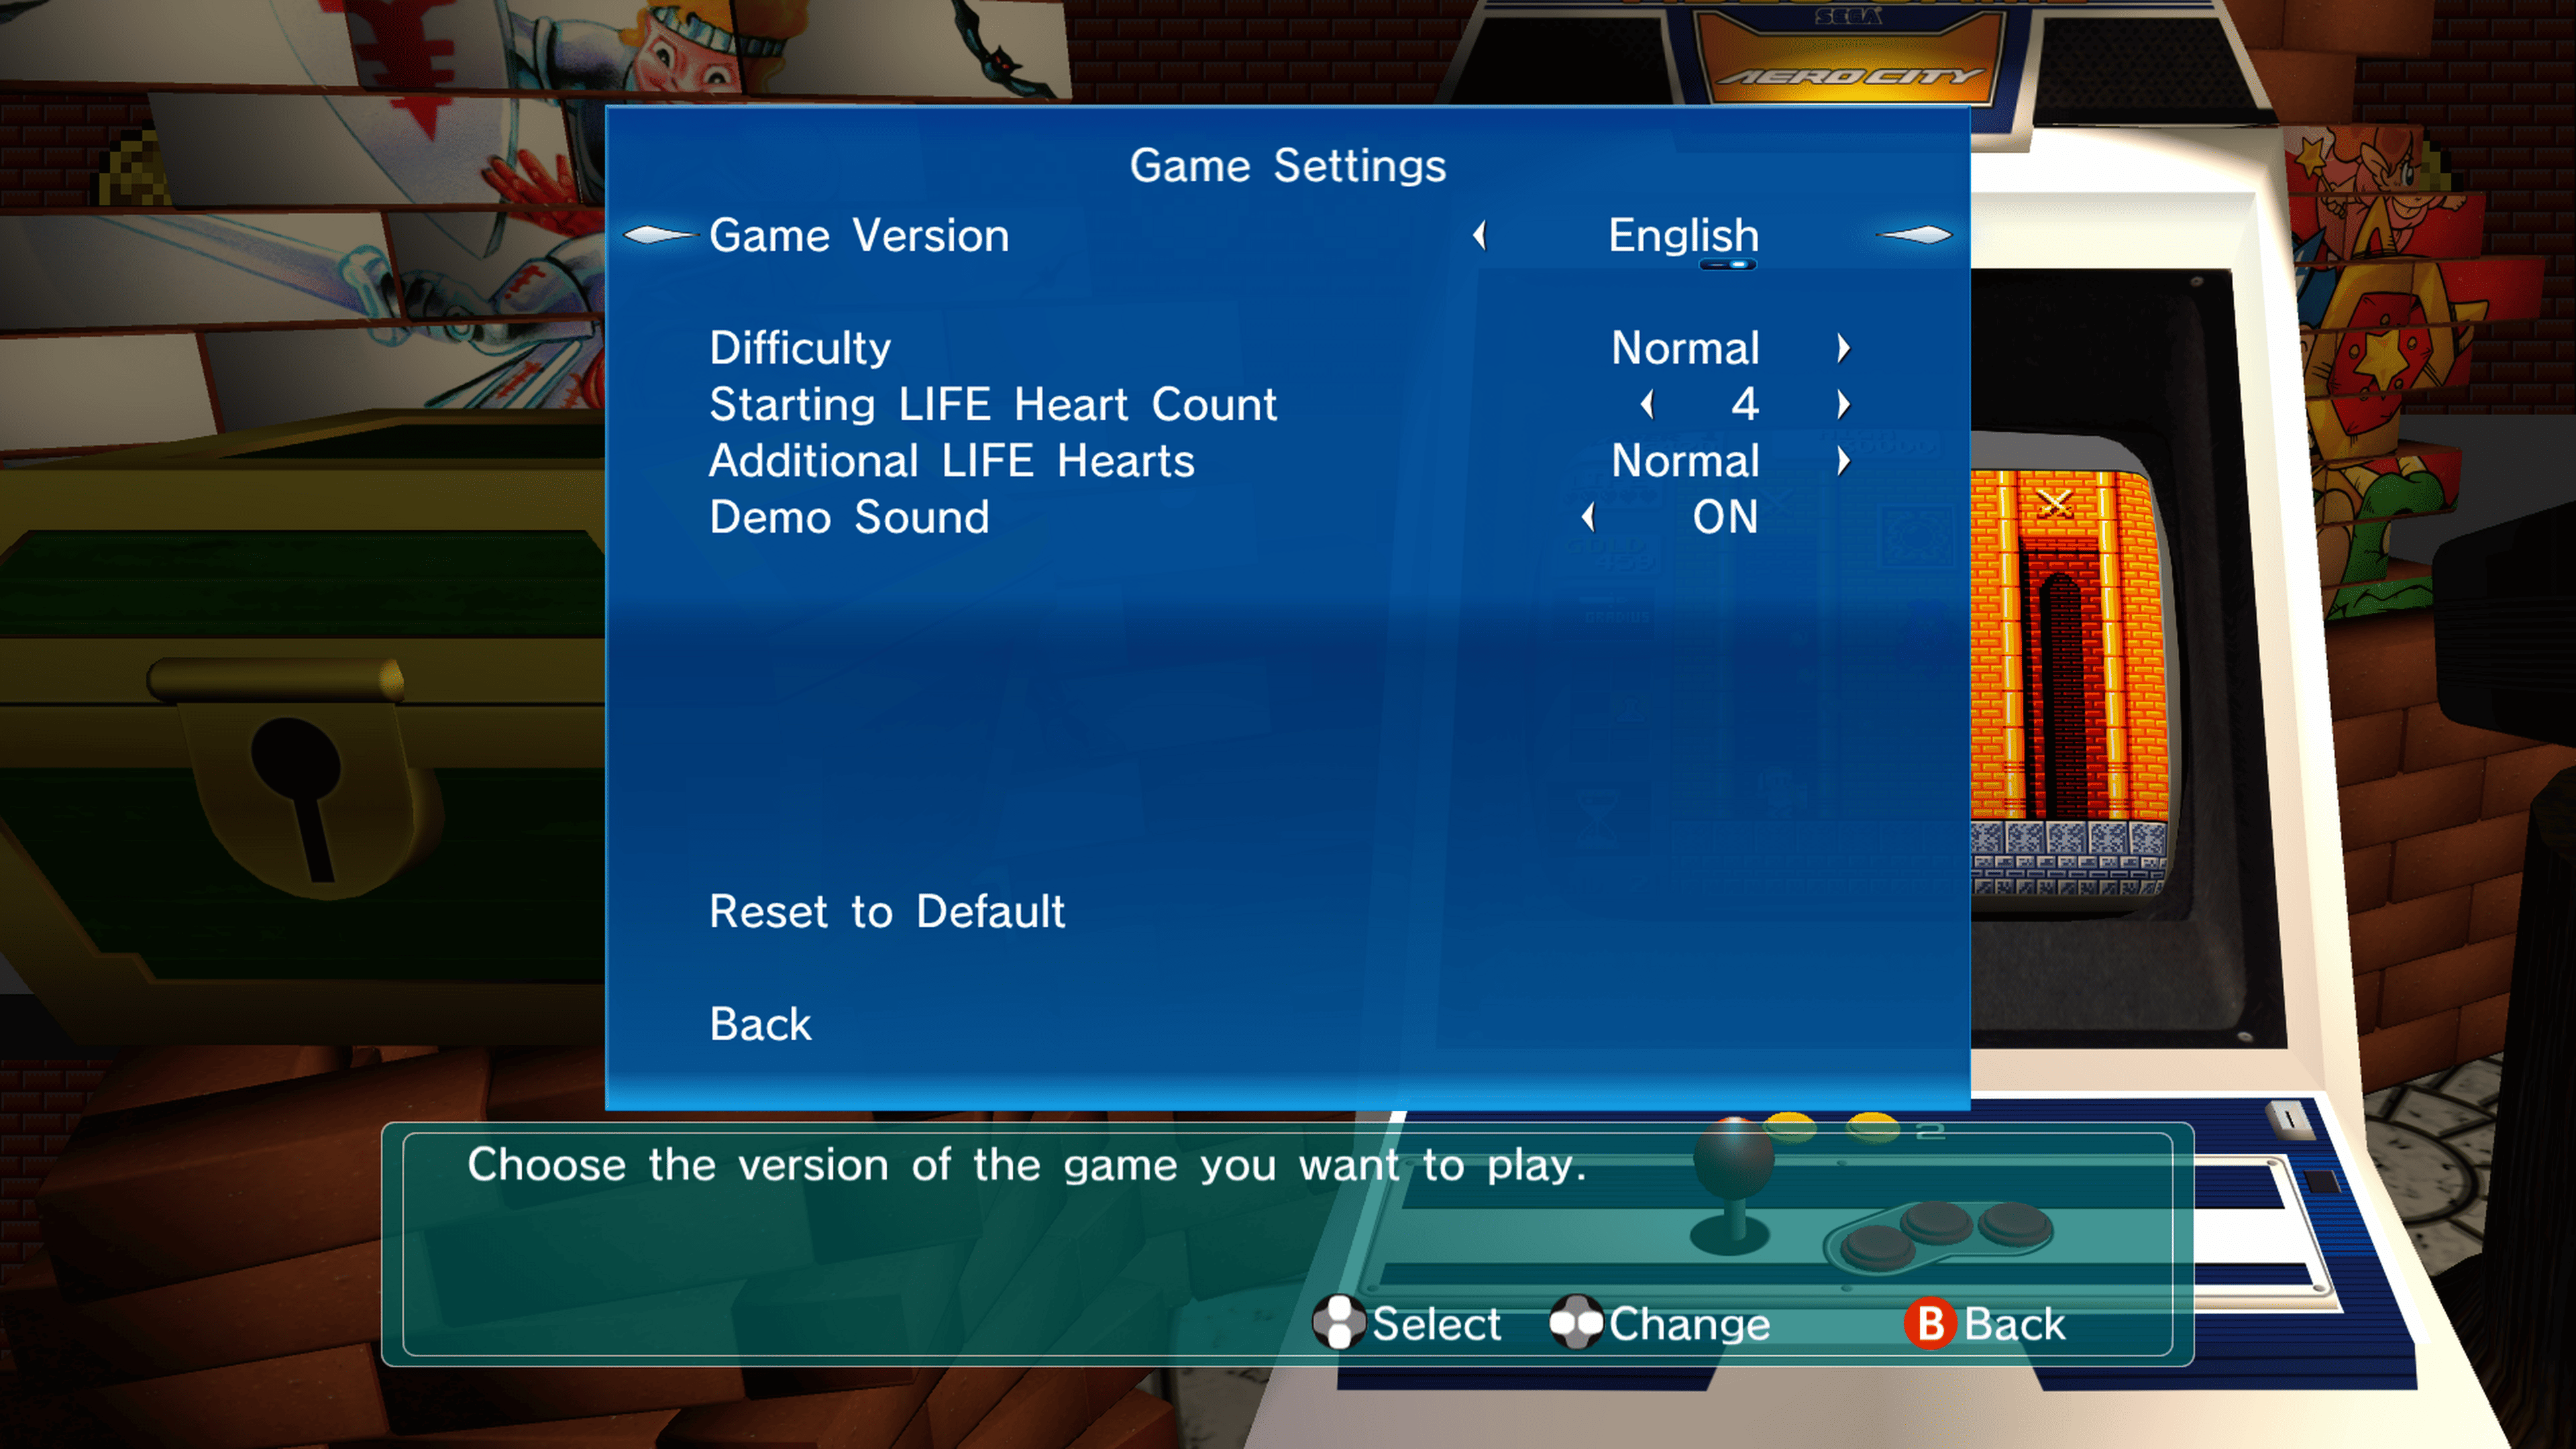 SEGA
AERO CITY
Game Settings
Game Version English
Difficulty Normal
Starting LIFE Heart Count 4
Additional LIFE Hearts Normal
Demo Sound ON
Reset to Default
Back
2
Choose the version of the game you want to play.
Select Change B Back